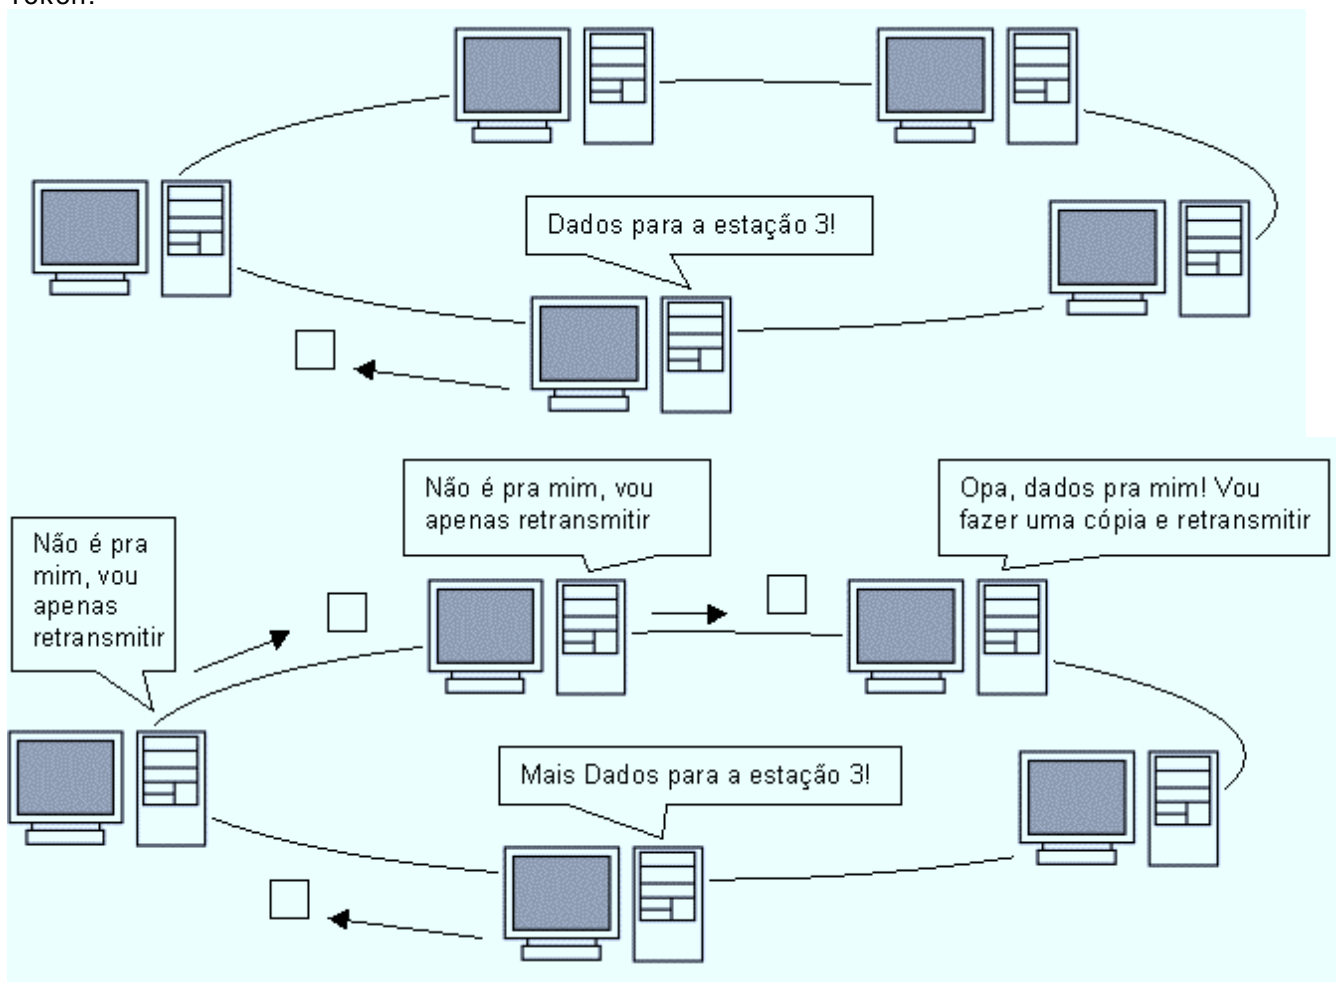 Token:
Dados para a estação 3!
Não é pra mim, vou
apenas retransmitir
Opa, dados pra mim! Vou
fazer uma cópia e retransmitir
Não é pra
mim, vou
apenas
retransmitir
Mais Dados para a estação 3!